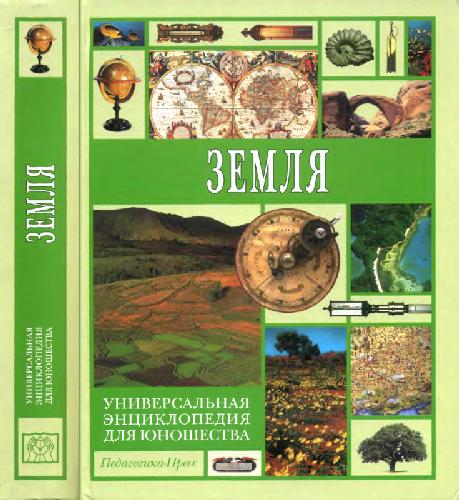 ЗЕМЛЯ
УНИВЕРСАЛЬНАЯ
ЭНЦИКЛОПЕДИЯ
ДЛЯ ЮНОШЕСТВА
ЗЕМЛЯ
УНИВЕРСАЛЬНАЯ
ЭНЦИКЛОПЕДИЯ
ДЛЯ ЮНОШЕСТВА
Педагогика-Пресс